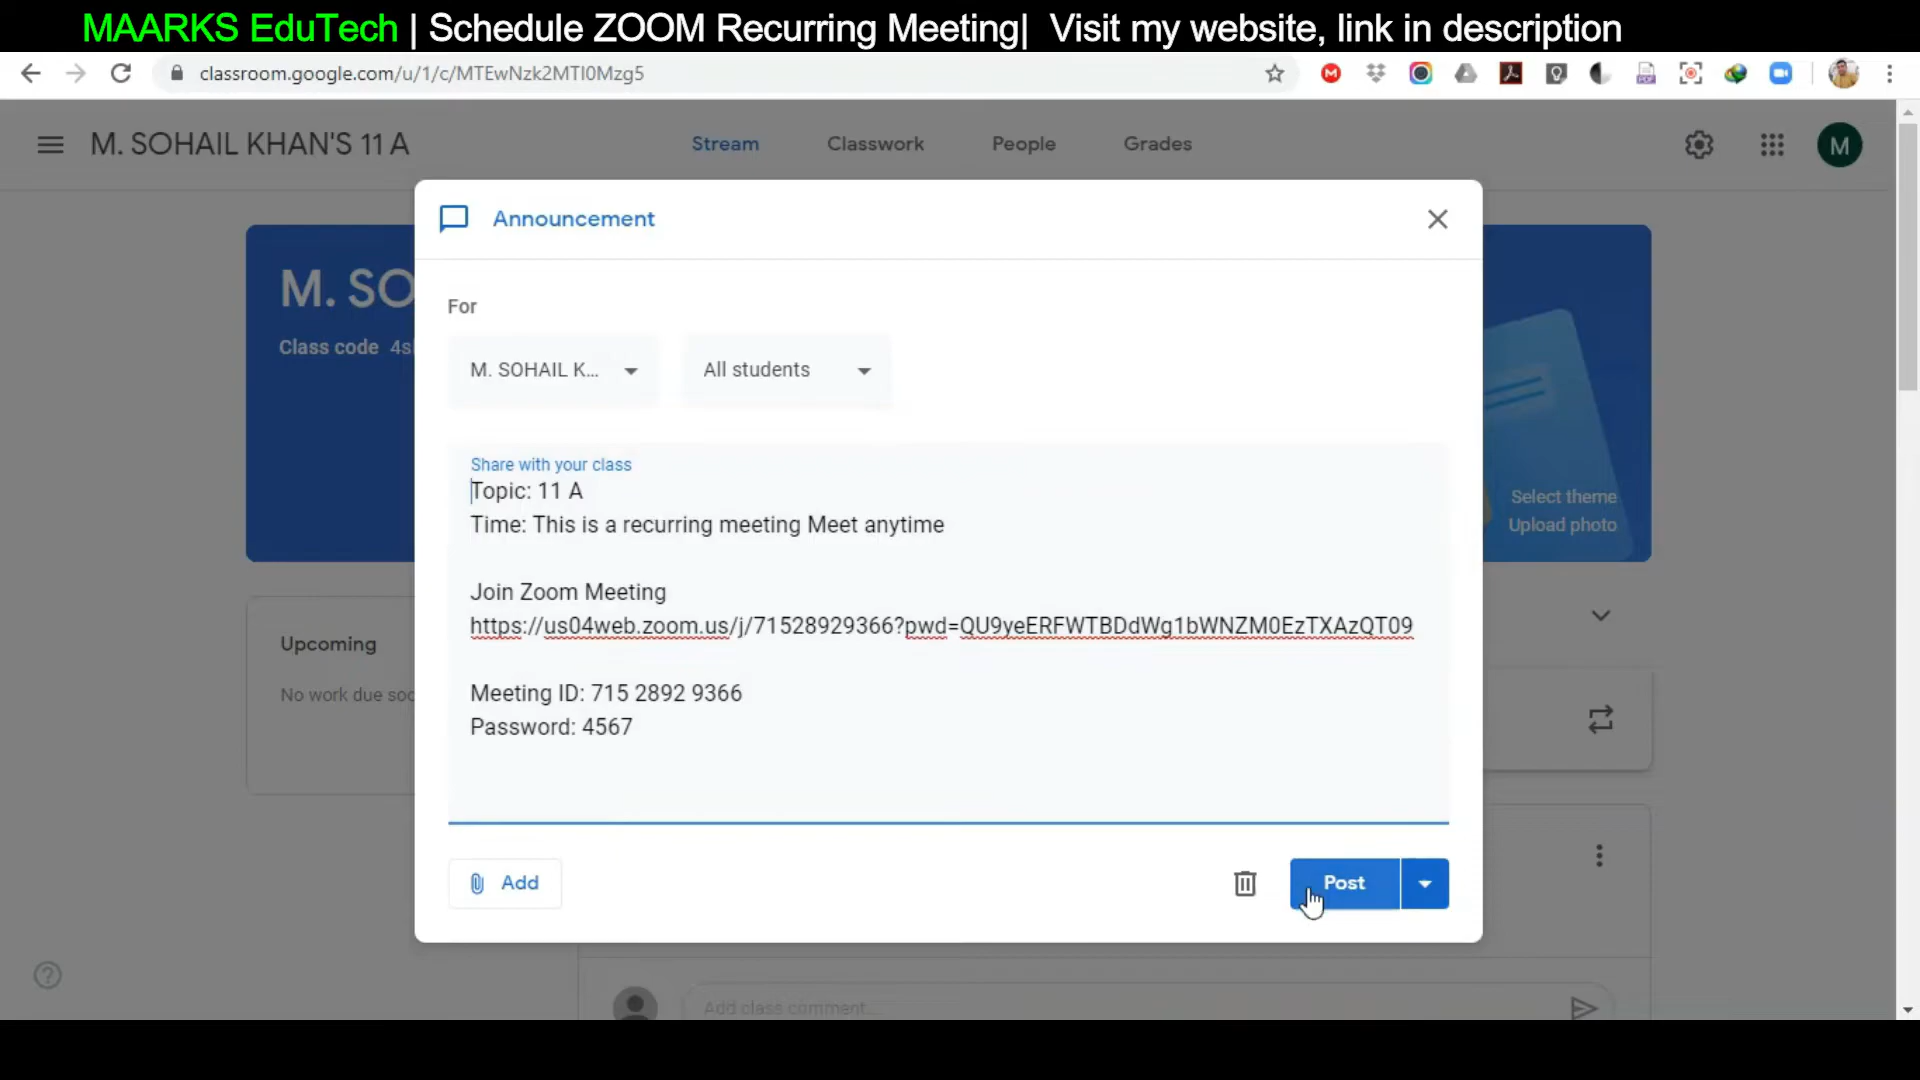 MAARKS EduTech | Schedule ZOOM Recurring Meeting| Visit my website, link in description
classroom.google.com/u/1/c/MTEwNzk2MTI0Mzg5
M. SOHAIL KHAN'S 11 A
Stream
Classwork
People
Grades
M
Announcement
M. SO
Class code 4sl
For
M. SOHAIL K...
All students
Share with your class
Topic: 11 A
Time: This is a recurring meeting Meet anytime
Select theme
Upload photo
Join Zoom Meeting
https://us04web.zoom.us/j/71528929366?pwd=QU9yeERFWTBDdWg1bWNZM0EzTXAzQT09
Upcoming
No work due soo
Meeting ID: 715 2892 9366
Password: 4567
Add
Post
Add class comment...